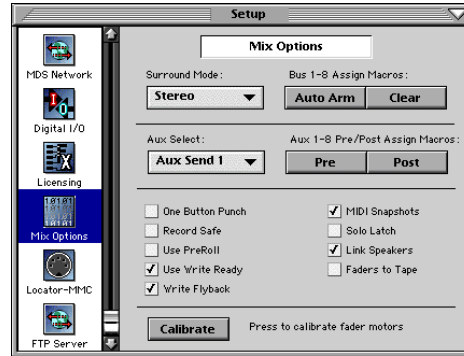 Setup
Mix Options
MDS Network
Digital I/O
Licensing
Mix Options
Locator-MMC
FTP Server
Surround Mode:
Stereo
Bus 1-8 Assign Macros:
Auto Arm
Clear
Aux Select:
Aux Send 1
Aux 1-8 Pre/Post Assign Macros:
Pre
Post
One Button Punch
Record Safe
Use PreRoll
Use Write Ready
Write Flyback
MIDI Snapshots
Solo Latch
Link Speakers
Faders to Tape
Calibrate
Press to calibrate fader motors